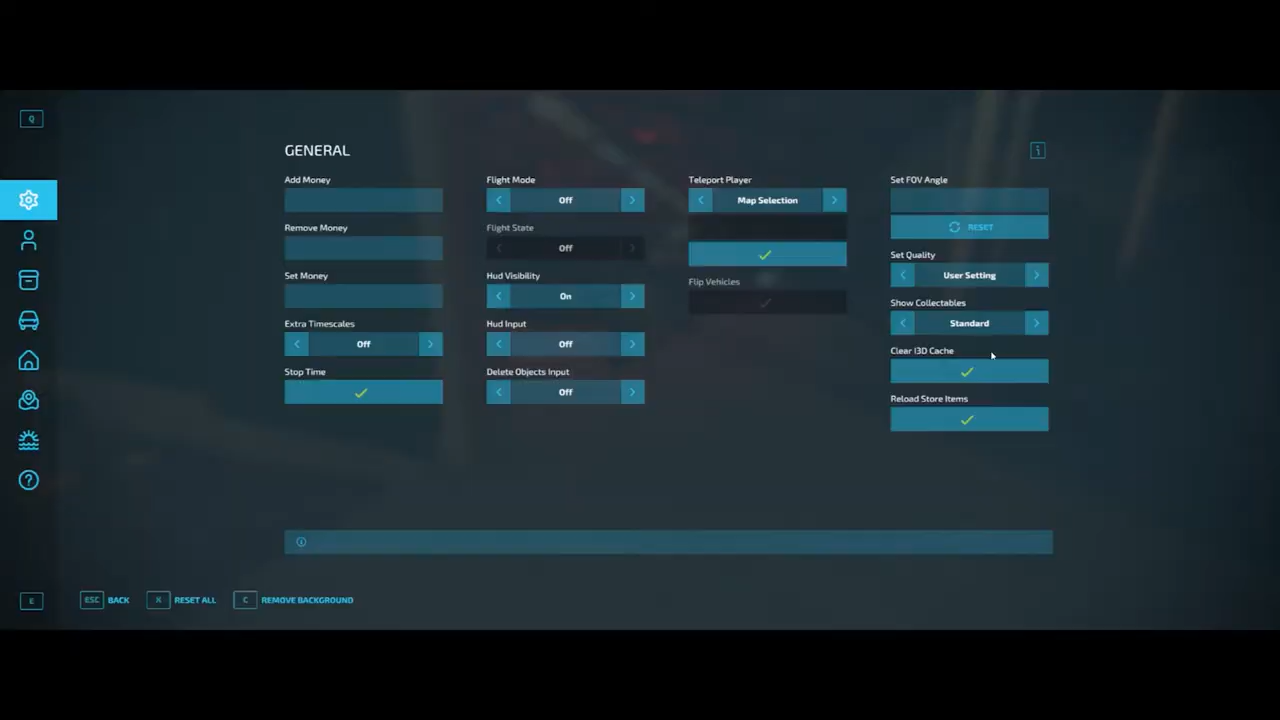 Q
GENERAL
Add Money
Remove Money
Set Money
Extra Timescales
Off
Stop Time
Flight Mode
Off
Flight State
Off
Hud Visibility
On
Hud Input
Off
Delete Objects Input
Off
Teleport Player
Map Selection
Flip Vehicles
Set FOV Angle
RESET
Set Quality
User Setting
Show Collectables
Standard
Clear I3D Cache
Reload Store Items
E
ESC BACK
X RESET ALL
C REMOVE BACKGROUND